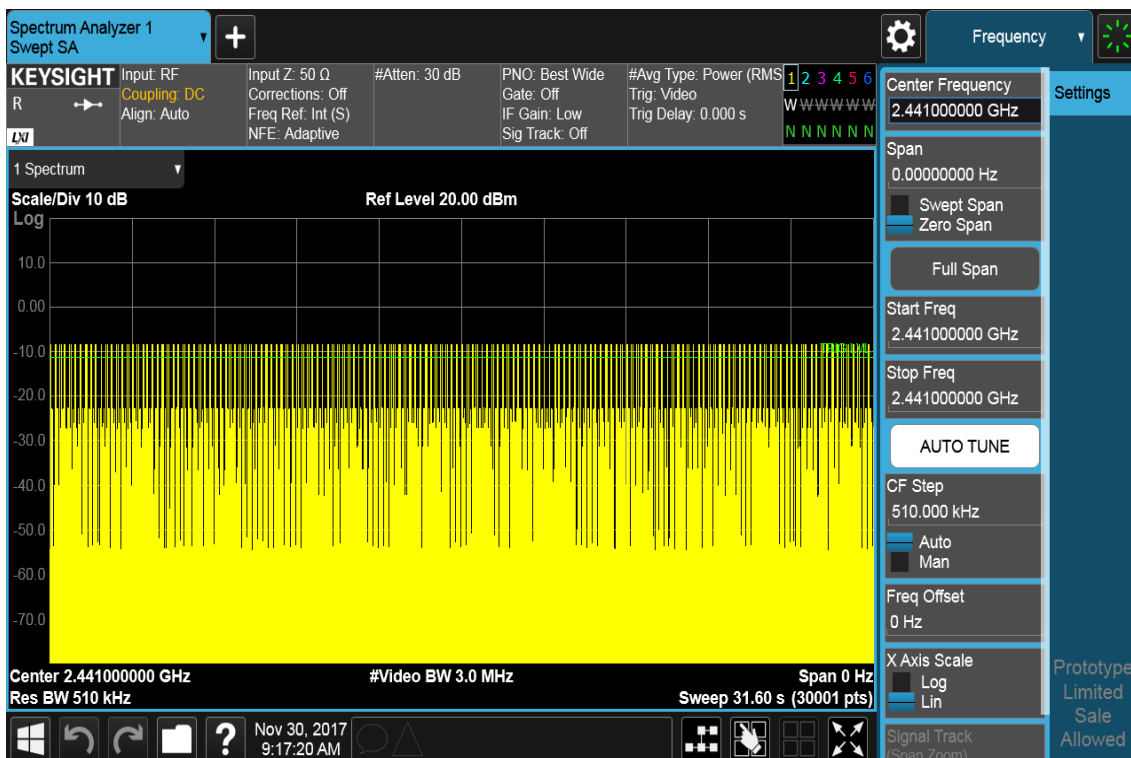 Spectrum Analyzer 1
Swept SA
Frequency
KEYSIGHT
R
LXI
Input: RF
Coupling: DC
Align: Auto
Input Z: 50 Ω
Corrections: Off
Freq Ref: Int (S)
NFE: Adaptive
#Atten: 30 dB
PNO: Best Wide
Gate: Off
IF Gain: Low
Sig Track: Off
#Avg Type: Power (RMS
Trig: Video
Trig Delay: 0.000 s
1 2 3 4 5 6
W W W W W W
N N N N N N
1 Spectrum
Scale/Div 10 dB
Ref Level 20.00 dBm
Log
10.0
0.00
-10.0
-20.0
-30.0
-40.0
-50.0
-60.0
-70.0
TRIG LVL
Center 2.441000000 GHz
#Video BW 3.0 MHz
Span 0 Hz
Res BW 510 kHz
Sweep 31.60 s (30001 pts)
?
Nov 30, 2017
9:17:20 AM
Center Frequency
2.441000000 GHz
Span
0.00000000 Hz
Swept Span
Zero Span
Full Span
Start Freq
2.441000000 GHz
Stop Freq
2.441000000 GHz
AUTO TUNE
CF Step
510.000 kHz
Auto
Man
Freq Offset
0 Hz
X Axis Scale
Log
Lin
Signal Track
(Span Zoom)
Settings
Prototype
Limited
Sale
Allowed